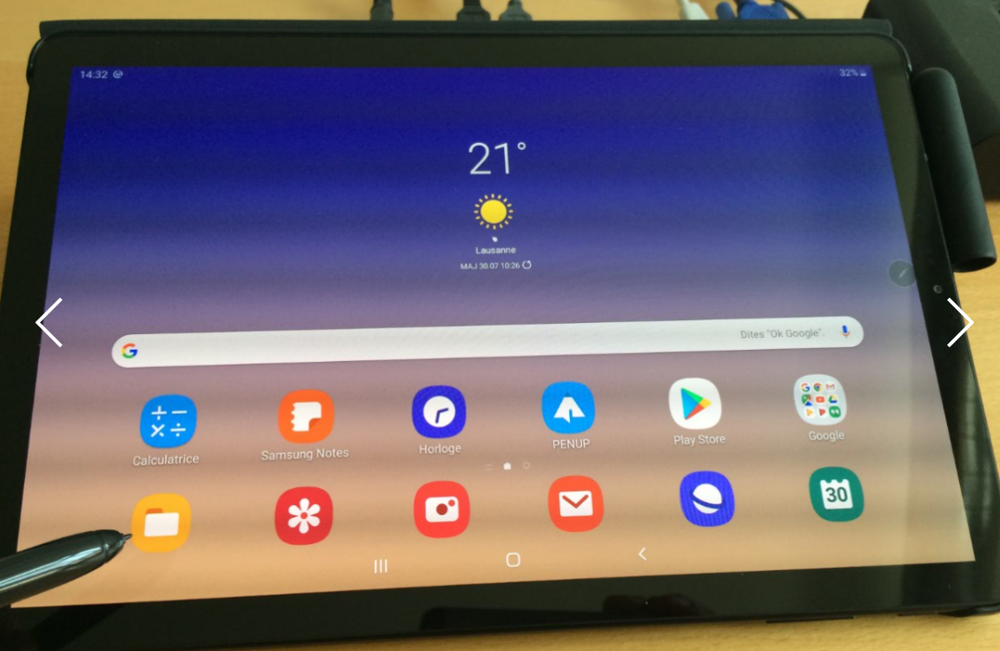 14:32
32%
21°
Lausanne
MAJ 30.07 10:26
G
Dites "Ok Google".
Calculatrice
Samsung Notes
Horloge
PENUP
Play Store
Google
30